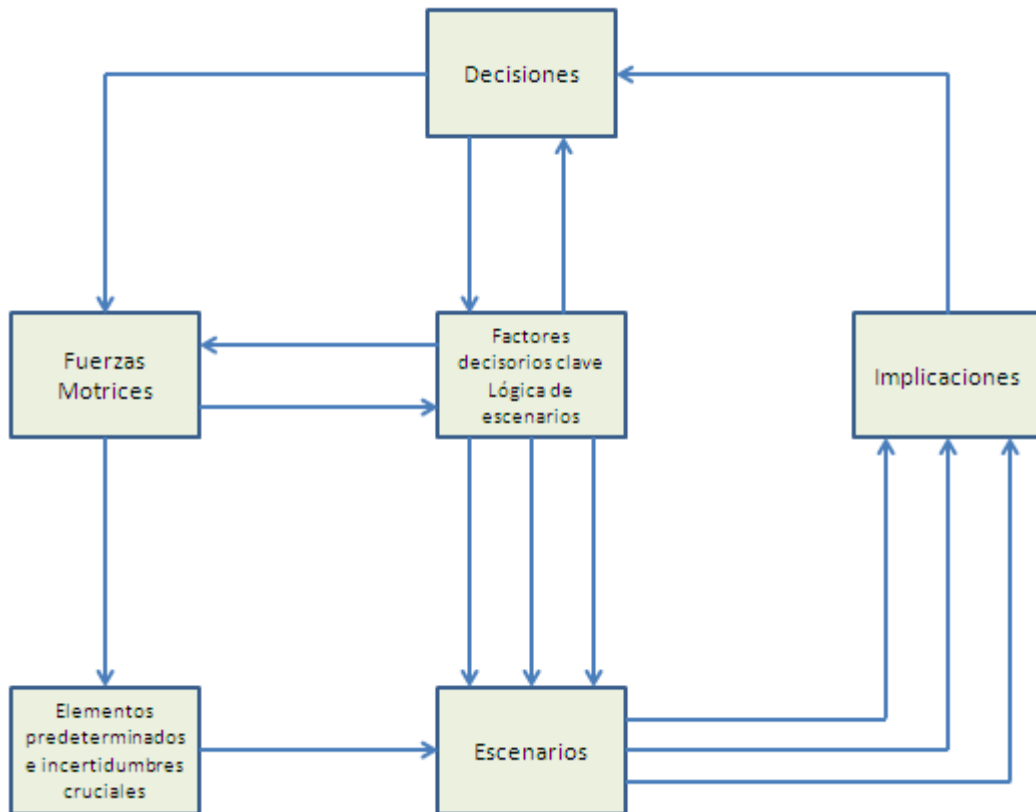 Decisiones
Fuerzas
Motrices
Factores
decisorios clave
Lógica de
escenarios
Implicaciones
Elementos
predeterminados
e incertidumbres
cruciales
Escenarios